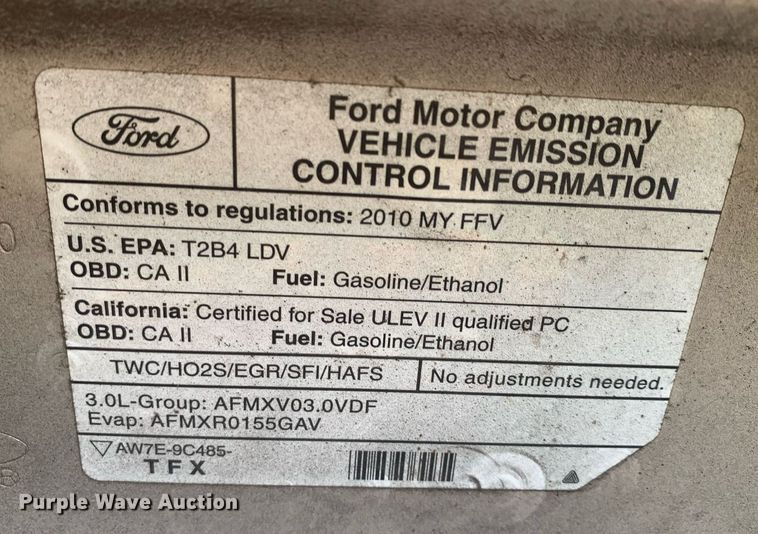 Ford
Ford Motor Company
VEHICLE EMISSION
CONTROL INFORMATION
Conforms to regulations: 2010 MY FFV
U.S. EPA: T2B4 LDV
OBD: CA II Fuel: Gasoline/Ethanol
California: Certified for Sale ULEV II qualified PC
OBD: CA II Fuel: Gasoline/Ethanol
TWC/HO2S/EGR/SFI/HAFS No adjustments needed.
3.0L-Group: AFMXV03.0VDF
Evap: AFMXR0155GAV
AW7E-9C485-
TFX
Purple Wave Auction